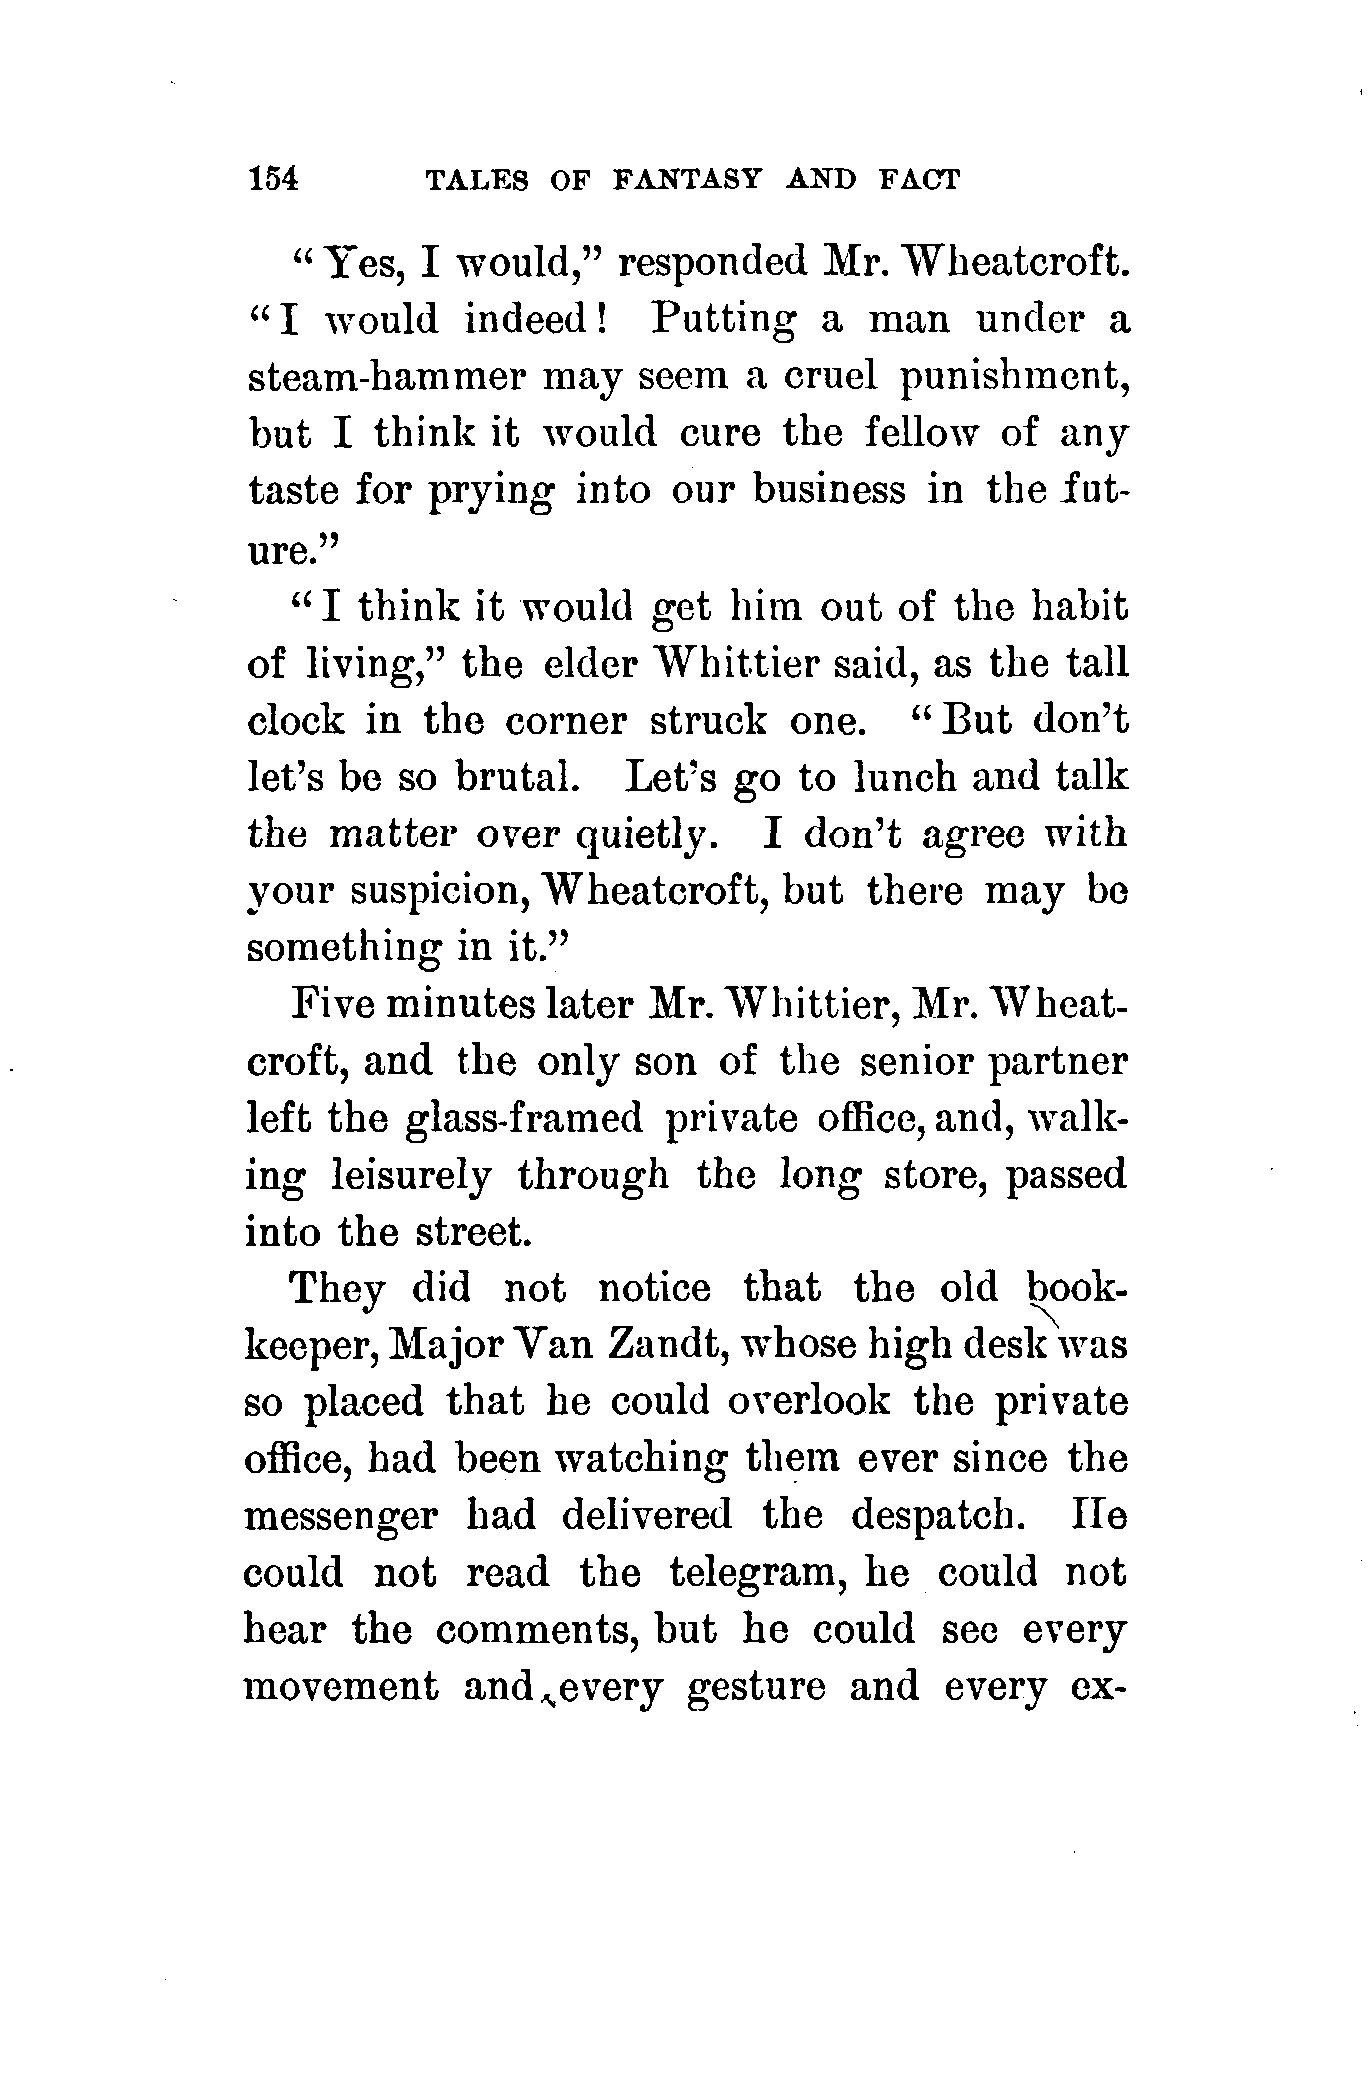 154 TALES OF FANTASY AND FACT
“Yes, I would,” responded Mr. Wheatcroft.
“I would indeed! Putting a man under a
steam-hammer may seem a cruel punishment,
but I think it would cure the fellow of any
taste for prying into our business in the fut-
ure.”
“I think it would get him out of the habit
of living,” the elder Whittier said, as the tall
clock in the corner struck one. “But don’t
let’s be so brutal. Let’s go to lunch and talk
the matter over quietly. I don’t agree with
your suspicion, Wheatcroft, but there may be
something in it.”
Five minutes later Mr. Whittier, Mr. Wheat-
croft, and the only son of the senior partner
left the glass-framed private office, and, walk-
ing leisurely through the long store, passed
into the street.
They did not notice that the old book-
keeper, Major Van Zandt, whose high desk was
so placed that he could overlook the private
office, had been watching them ever since the
messenger had delivered the despatch. He
could not read the telegram, he could not
hear the comments, but he could see every
movement and every gesture and every ex-